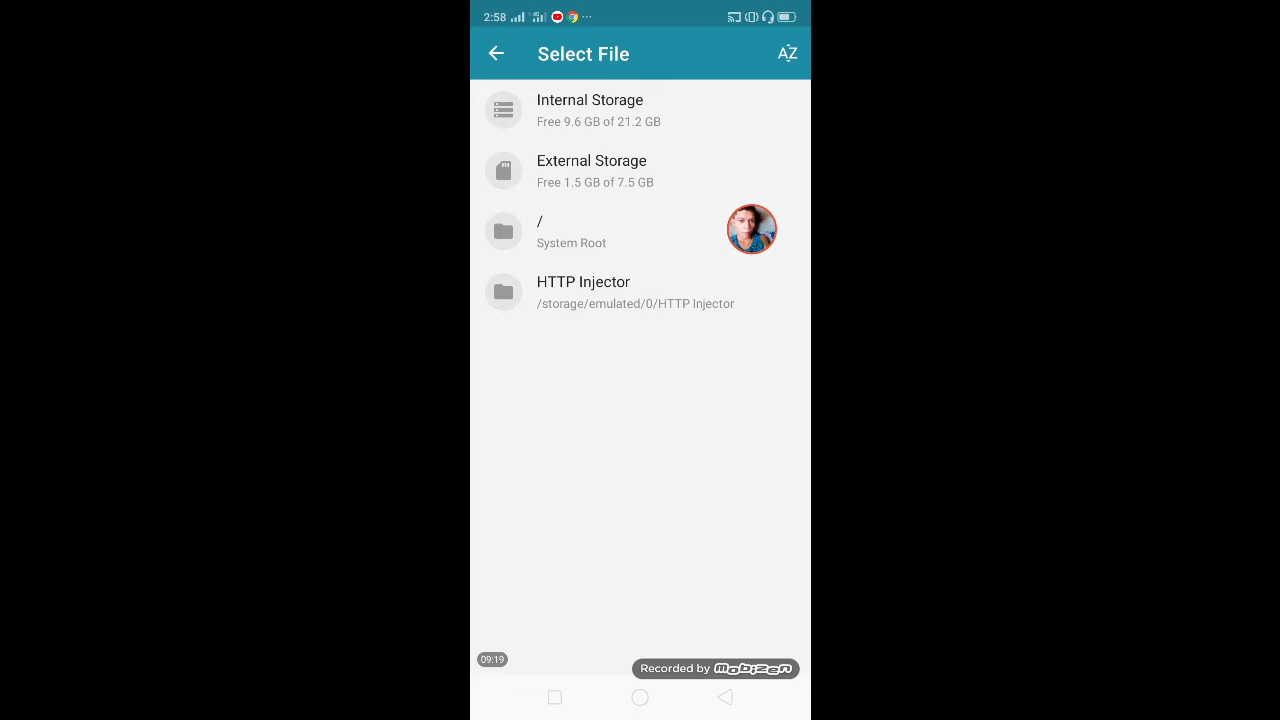 2:58 4G ...
Select File AZ
Internal Storage
Free 9.6 GB of 21.2 GB
External Storage
Free 1.5 GB of 7.5 GB
/
System Root
HTTP Injector
/storage/emulated/0/HTTP Injector
09:19
Recorded by mobizen